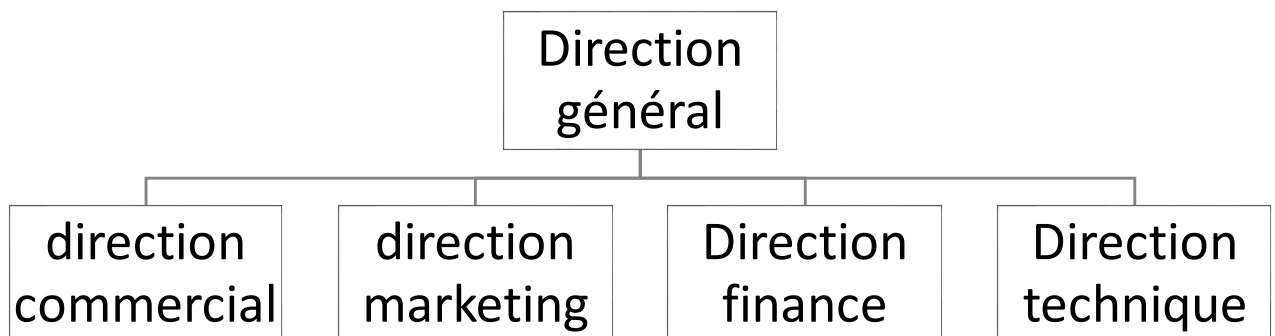 Direction
général
direction
commercial
direction
marketing
Direction
finance
Direction
technique